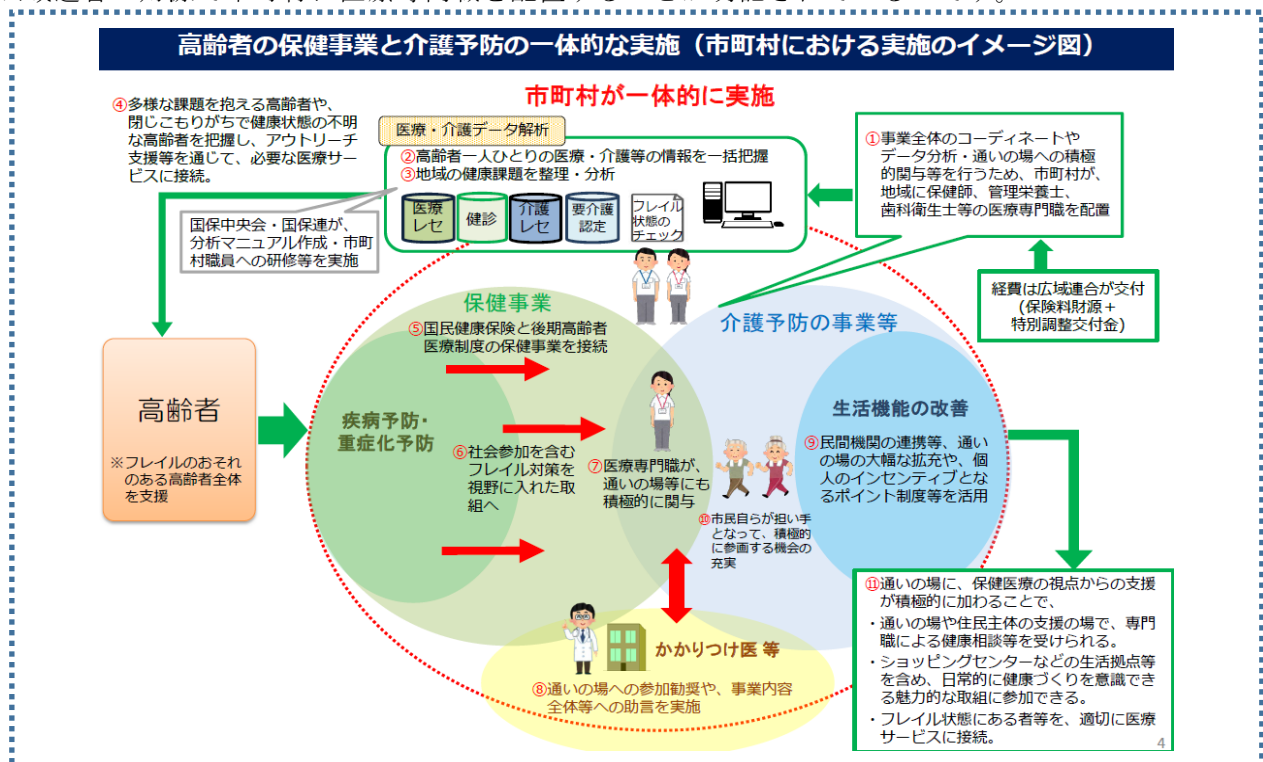 高齢者の保健事業と介護予防の一体的な実施（市町村における実施のイメージ図）
市町村が一体的に実施
④多様な課題を抱える高齢者や、
閉じこもりがちで健康状態の不明
な高齢者を把握し、アウトリーチ
支援等を通じて、必要な医療サー
ビスに接続。
医療・介護データ解析
②高齢者一人ひとりの医療・介護等の情報を一括把握
③地域の健康課題を整理・分析
医療
レセ
健診
介護
レセ
要介護
認定
フレイル
状態の
チェック
①事業全体のコーディネートや
データ分析・通いの場への積極
的関与等を行うため、市町村が、
地域に保健師、管理栄養士、
歯科衛生士等の医療専門職を配置
国保中央会・国保連が、
分析マニュアル作成・市町
村職員への研修等を実施
経費は広域連合が交付
(保険料財源＋
特別調整交付金)
保健事業
⑤国民健康保険と後期高齢者
医療制度の保健事業を接続
介護予防の事業等
高齢者
※フレイルのおそれ
のある高齢者全体
を支援
疾病予防・
重症化予防
⑥社会参加を含む
フレイル対策を
視野に入れた取
組へ
⑦医療専門職が、
通いの場等にも
積極的に関与
生活機能の改善
⑨民間機関の連携等、通い
の場の大幅な拡充や、個
人のインセンティブとな
るポイント制度等を活用
⑩市民自らが担い手
となって、積極的
に参画する機会の
充実
かかりつけ医 等
⑧通いの場への参加勧奨や、事業内容
全体等への助言を実施
⑪通いの場に、保健医療の視点からの支援
が積極的に加わることで、
・通いの場や住民主体の支援の場で、専門
職による健康相談等を受けられる。
・ショッピングセンターなどの生活拠点等
を含め、日常的に健康づくりを意識でき
る魅力的な取組に参加できる。
・フレイル状態にある者等を、適切に医療
サービスに接続。
4